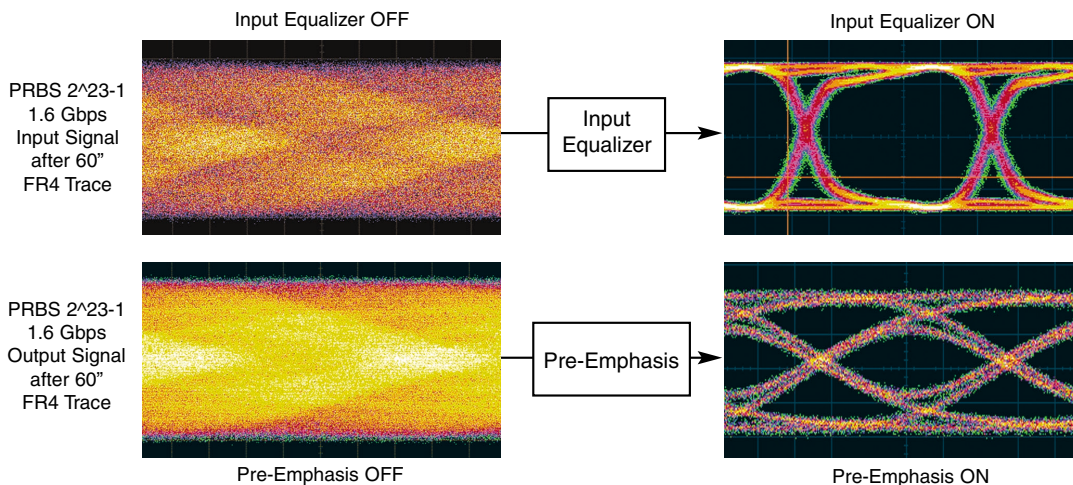 Input Equalizer OFF
Input Equalizer ON
PRBS 2^23-1
1.6 Gbps
Input Signal
after 60”
FR4 Trace
Input
Equalizer
PRBS 2^23-1
1.6 Gbps
Output Signal
after 60”
FR4 Trace
Pre-Emphasis
Pre-Emphasis OFF
Pre-Emphasis ON